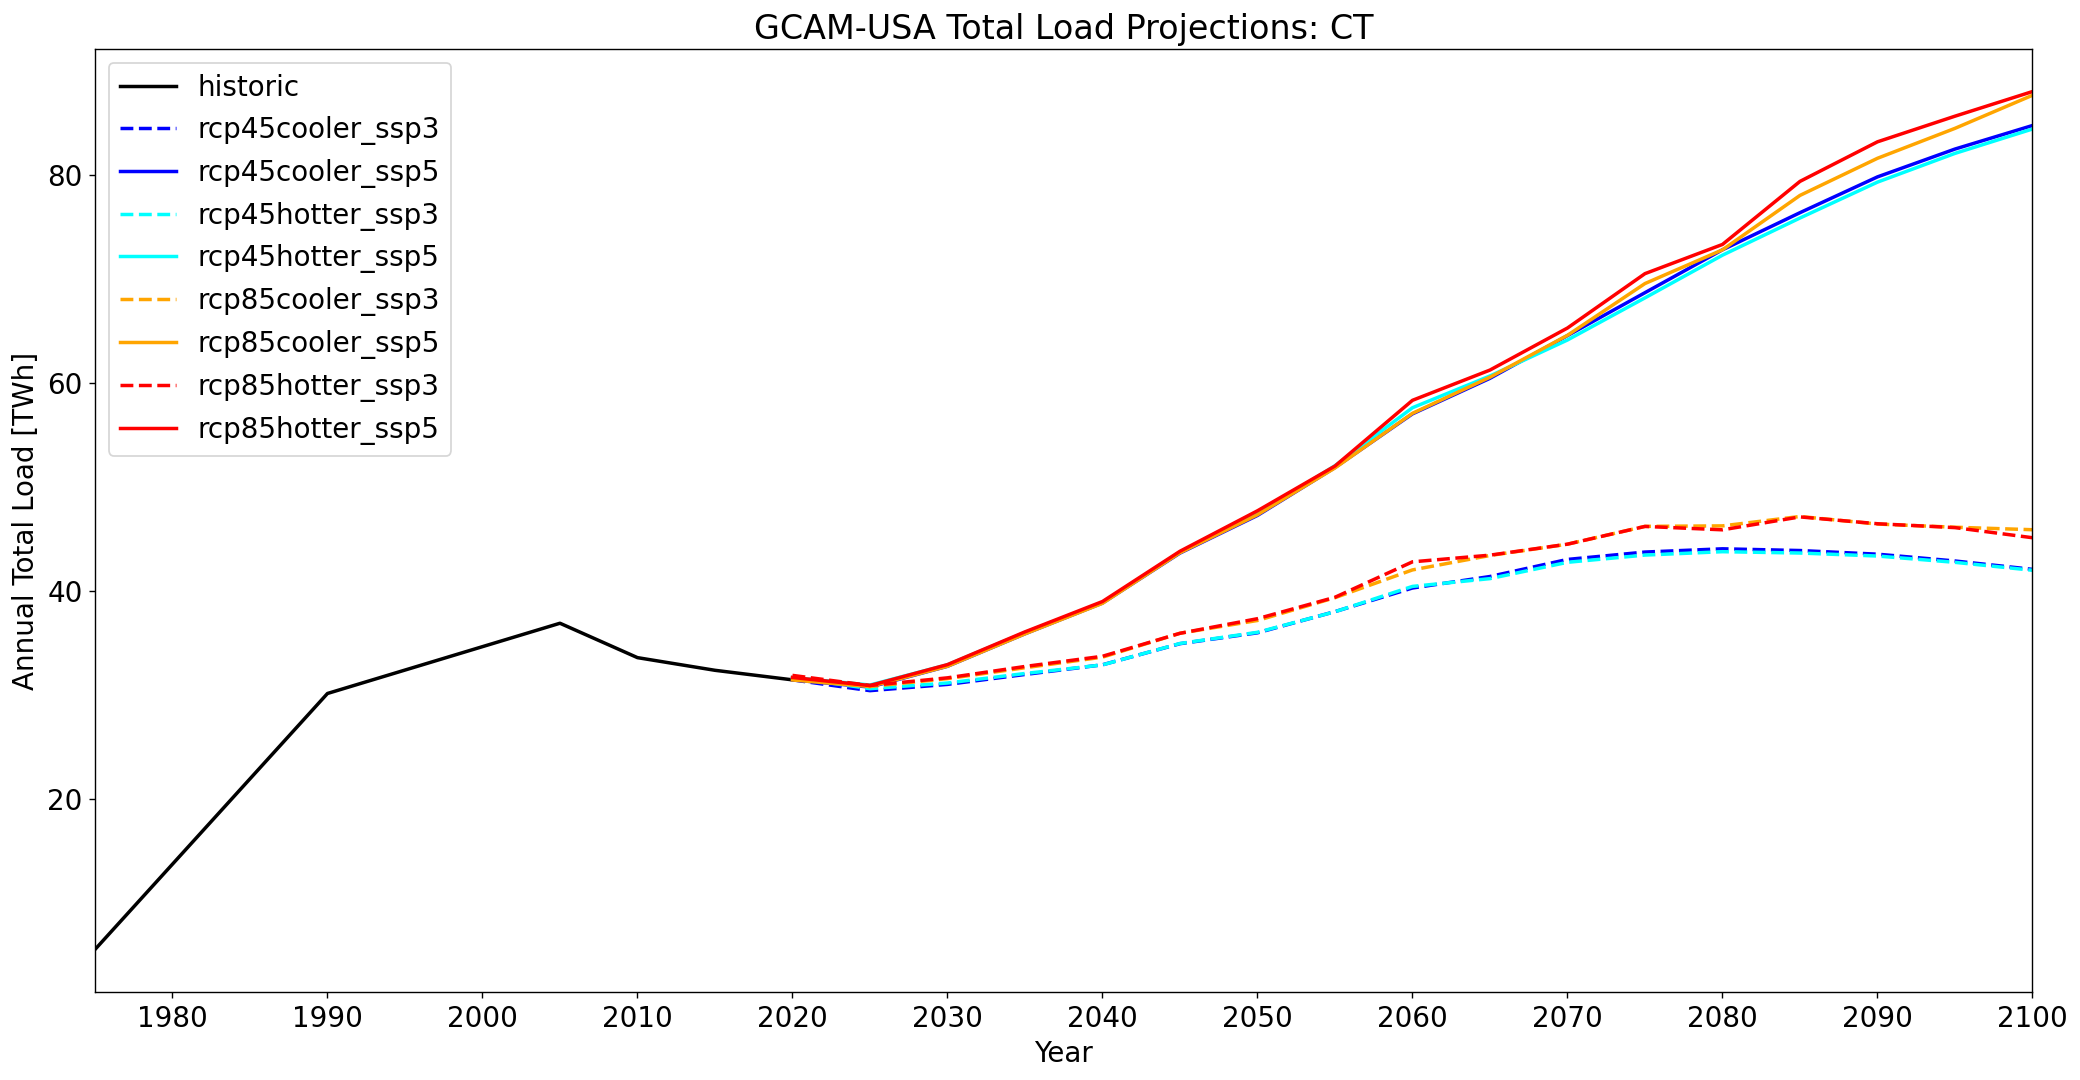 GCAM-USA Total Load Projections: CT
historic
rcp45cooler_ssp3
rcp45cooler_ssp5
rcp45hotter_ssp3
rcp45hotter_ssp5
rcp85cooler_ssp3
rcp85cooler_ssp5
rcp85hotter_ssp3
rcp85hotter_ssp5
Annual Total Load [TWh]
80
60
40
20
1980 1990 2000 2010 2020 2030 2040 2050 2060 2070 2080 2090 2100
Year